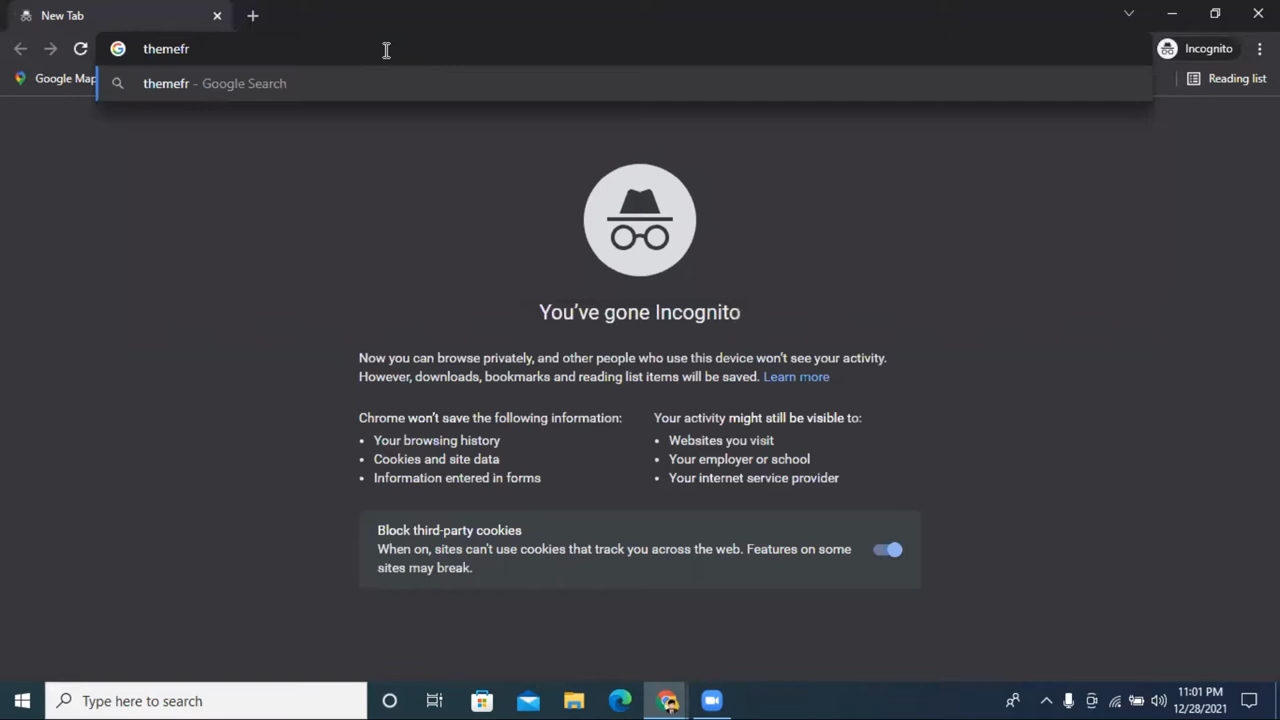 New Tab
themefr
Incognito
themefr - Google Search
Google Map
Reading list
You've gone Incognito
Now you can browse privately, and other people who use this device won't see your activity.
However, downloads, bookmarks and reading list items will be saved. Learn more
Chrome won't save the following information:
• Your browsing history
• Cookies and site data
• Information entered in forms
Your activity might still be visible to:
• Websites you visit
• Your employer or school
• Your internet service provider
Block third-party cookies
When on, sites can't use cookies that track you across the web. Features on some
sites may break.
Type here to search
11:01 PM
12/28/2021